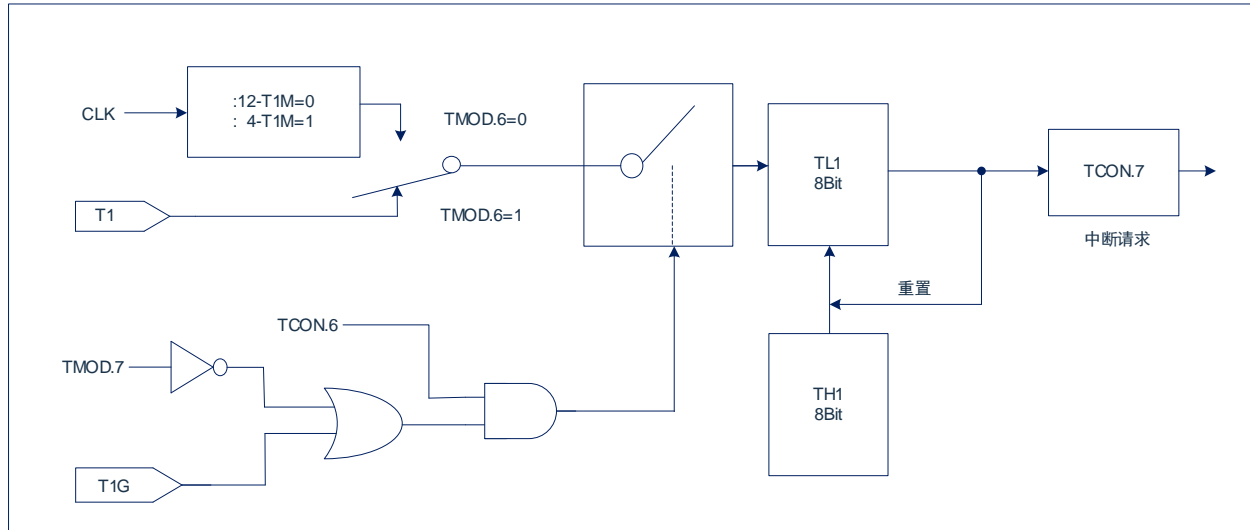 :12-T1M=0
: 4-T1M=1
CLK
TMOD.6=0
TL1
8Bit
TCON.7
T1
TMOD.6=1
中断请求
重置
TCON.6
TMOD.7
TH1
8Bit
T1G